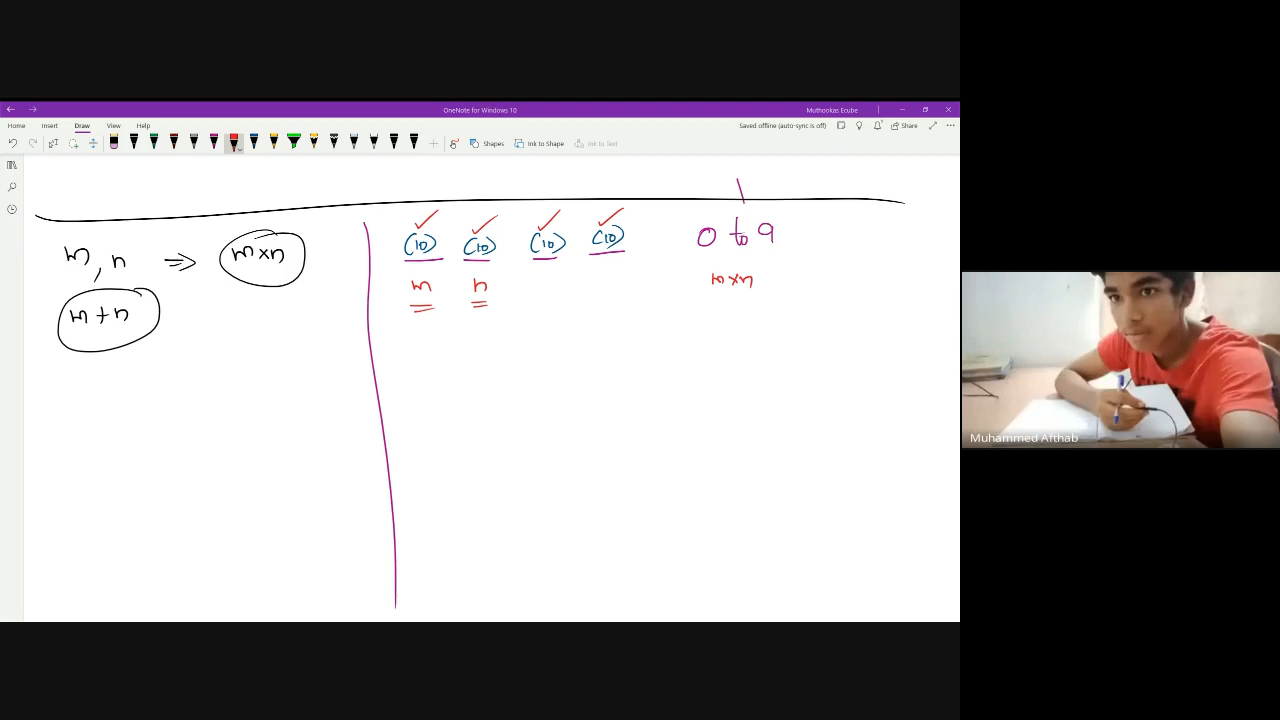 OneNote for Windows 10
Muthookas Ecube
Home Insert Draw View Help
Saved offline (auto-sync is off)
Share
Shapes
Ink to Shape
Ink to Text
m, n ⇒ m×n
m + n
(10) (10) (10) (10)
m n
0 to 9
m×n
Muhammed Afthab